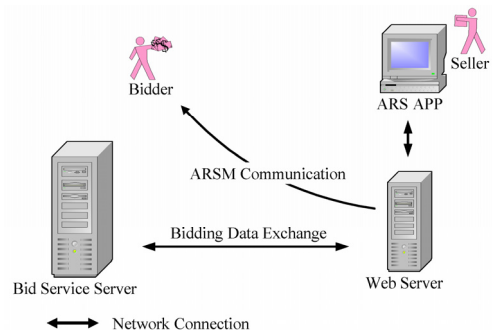 Bidder
Seller
ARS APP
ARSM Communication
Bidding Data Exchange
Bid Service Server
Web Server
Network Connection